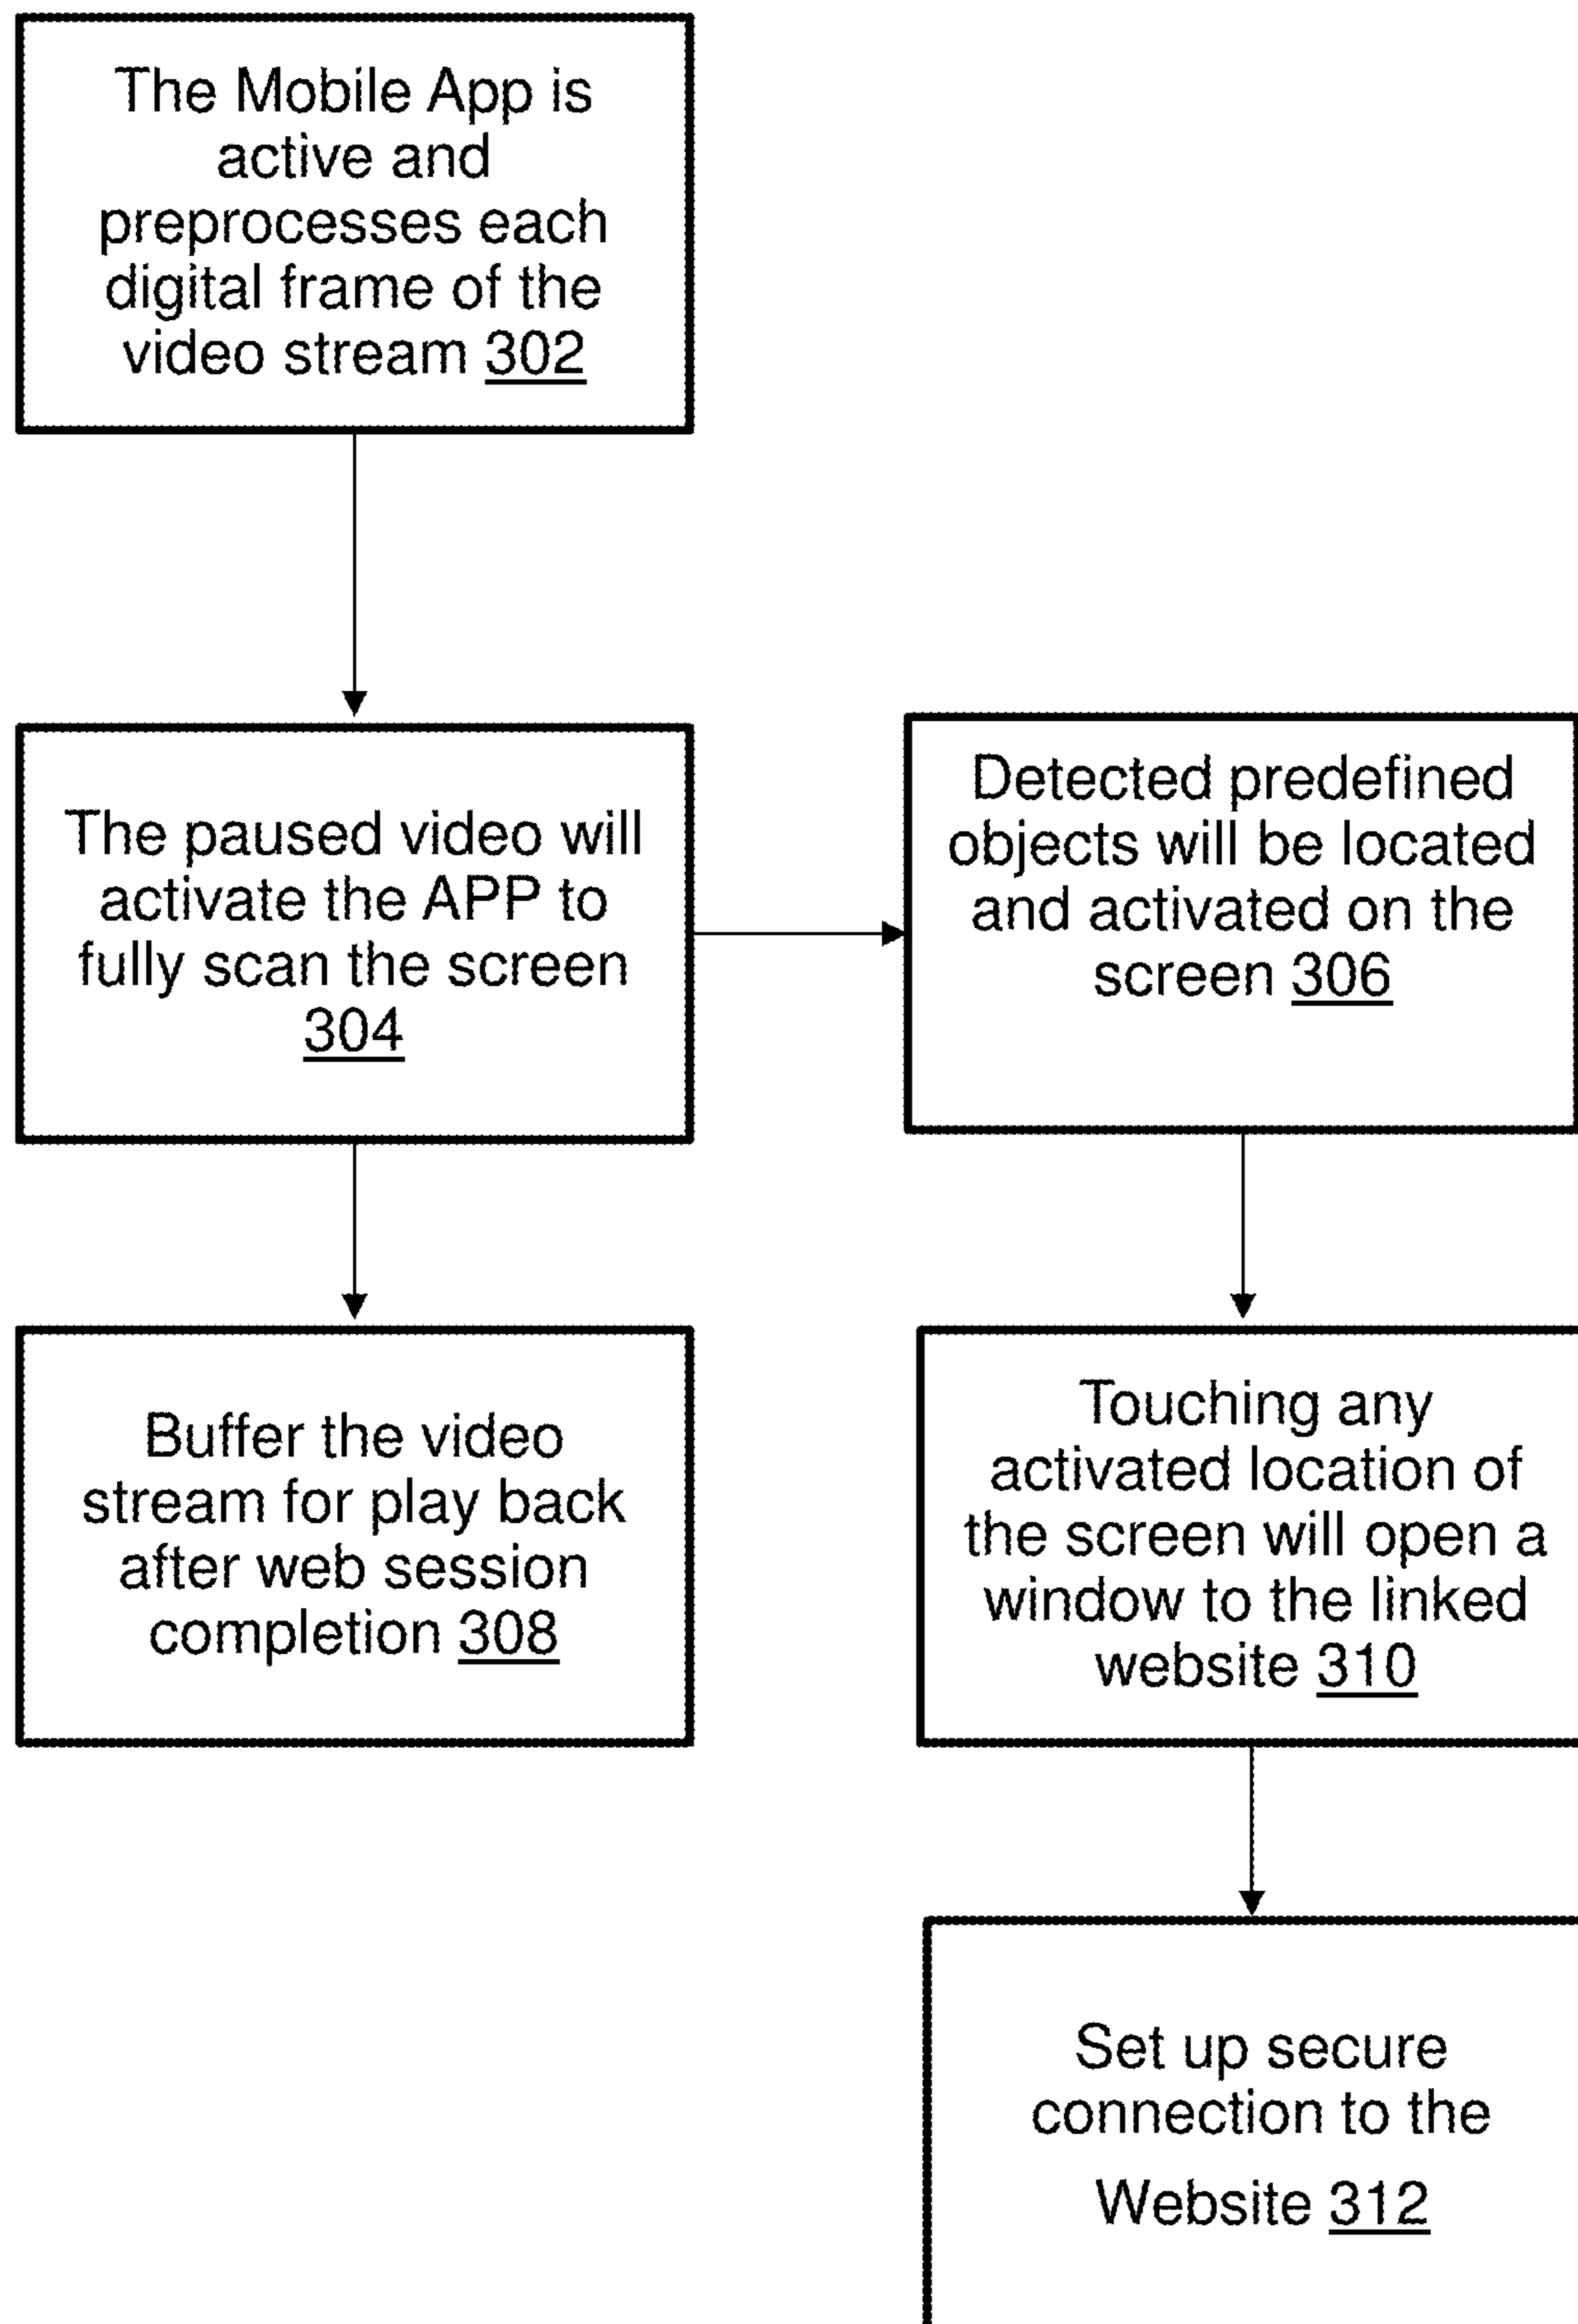 The Mobile App is
active and
preprocesses each
digital frame of the
video stream 302
The paused video will
activate the APP to
fully scan the screen
304
Detected predefined
objects will be located
and activated on the
screen 306
Buffer the video
stream for play back
after web session
completion 308
Touching any
activated location of
the screen will open a
window to the linked
website 310
Set up secure
connection to the
Website 312